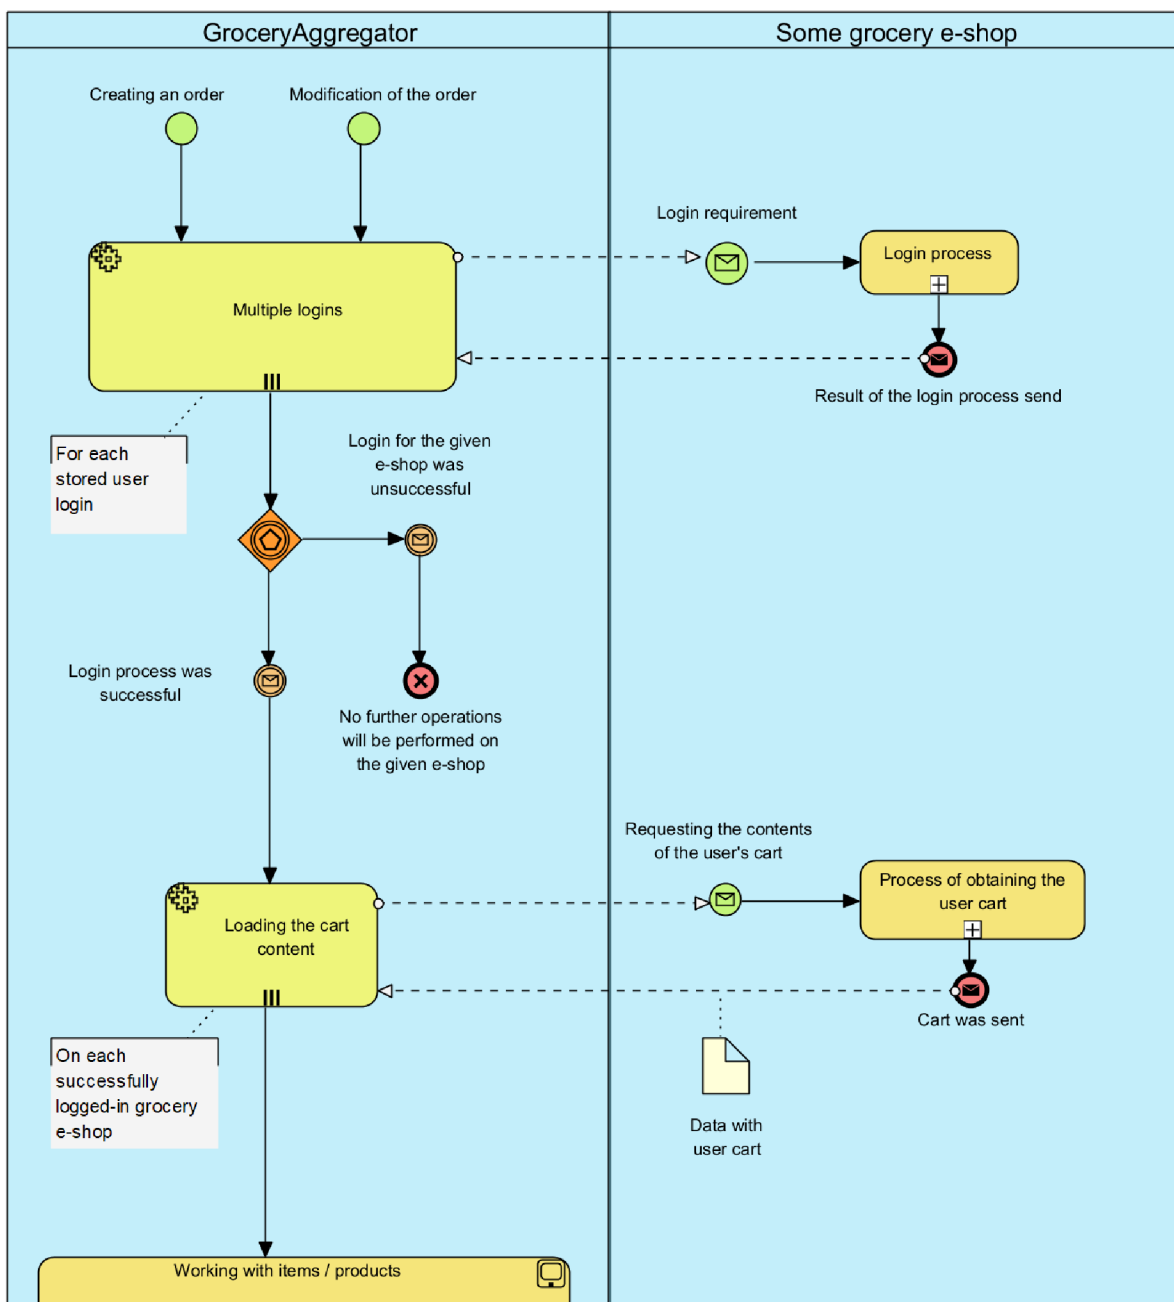 GroceryAggregator
Some grocery e-shop
Creating an order
Modification of the order
Login requirement
Login process
Multiple logins
Result of the login process send
For each
stored user
login
Login for the given
e-shop was
unsuccessful
Login process was
successful
No further operations
will be performed on
the given e-shop
Requesting the contents
of the user's cart
Process of obtaining the
user cart
Loading the cart
content
Cart was sent
On each
successfully
logged-in grocery
e-shop
Data with
user cart
Working with items / products